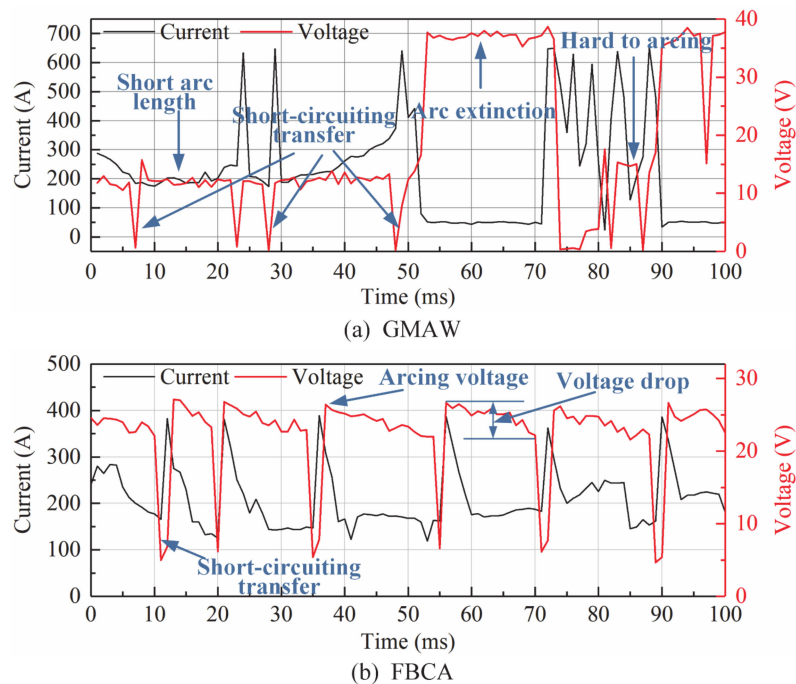 Current Voltage
Hard to arcing
Short arc
length
Short-circuiting
transfer
Arc extinction
Current (A)
700
600
500
400
300
200
100
0
Voltage (V)
40
30
20
10
0
0 10 20 30 40 50 60 70 80 90 100
Time (ms)
(a) GMAW
Current Voltage
Arcing voltage
Voltage drop
Short-circuiting
transfer
Current (A)
500
400
300
200
100
0
Voltage (V)
30
20
10
0
0 10 20 30 40 50 60 70 80 90 100
Time (ms)
(b) FBCA